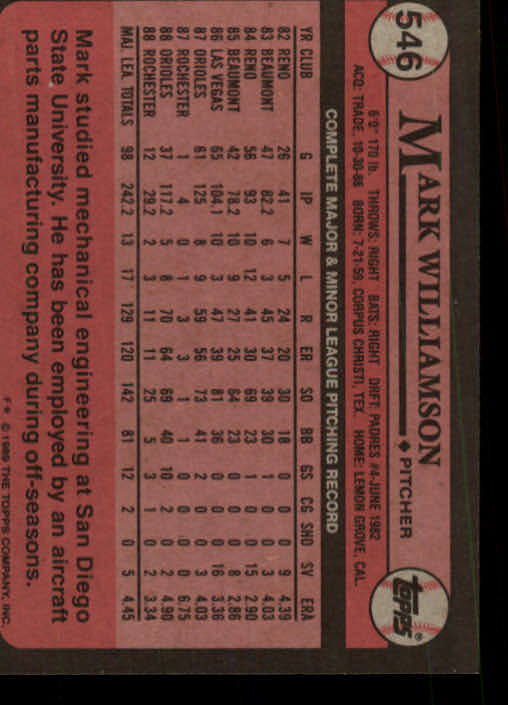 546
MARK WILLIAMSON ◆ PITCHER
Topps®
6'0" 170 lb. THROWS: RIGHT BATS: RIGHT DRFT: PADRES #4-JUNE 1982
ACQ: TRADE, 10-30-86 BORN: 7-21-59, CORPUS CHRISTI, TEX. HOME: LEMON GROVE, CAL.
COMPLETE MAJOR & MINOR LEAGUE PITCHING RECORD
YR CLUB G IP W L R ER SO BB GS CG SHO SV ERA
82 RENO 26 41 7 5 24 20 30 18 0 0 0 9 4.39
83 BEAUMONT 47 82.2 6 3 45 37 39 30 1 0 0 3 4.03
84 RENO 56 93 10 12 41 30 69 23 1 0 0 15 2.90
85 BEAUMONT 42 78.2 10 9 27 25 64 23 0 0 0 8 2.86
86 LAS VEGAS 65 104.1 10 3 47 39 81 36 0 0 0 16 3.36
87 ORIOLES 61 125 8 9 59 56 73 41 2 0 0 3 4.03
87 ROCHESTER 1 4 0 1 3 3 1 1 0 0 0 0 6.75
88 ORIOLES 37 117.2 5 8 70 64 69 40 10 2 0 2 4.90
88 ROCHESTER 12 29.2 2 3 11 11 25 5 3 1 0 2 3.34
MAJ. LEA. TOTALS 98 242.2 13 17 129 120 142 81 12 2 0 5 4.45
Mark studied mechanical engineering at San Diego
State University. He has been employed by an aircraft
parts manufacturing company during off-seasons.
F* ©1989 THE TOPPS COMPANY, INC.